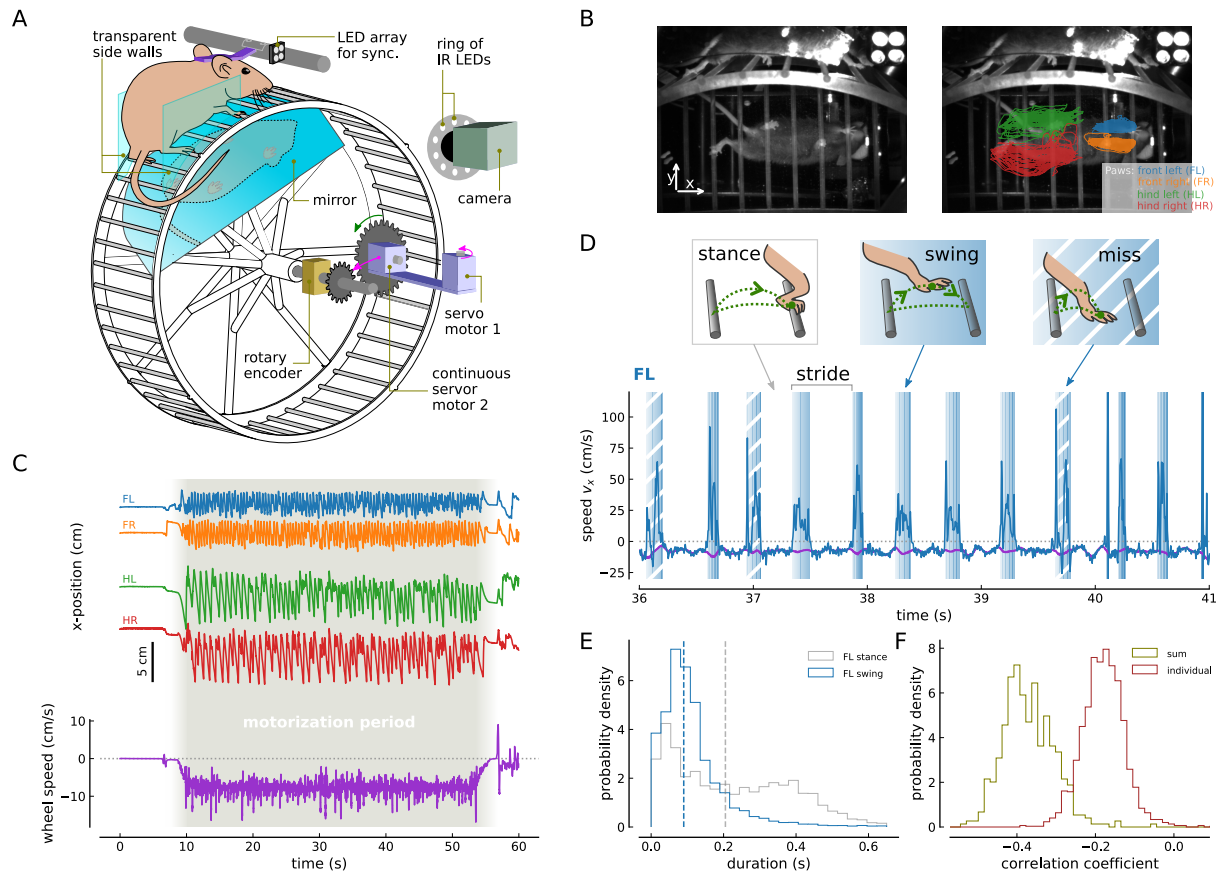 A
transparent
side walls
LED array
for sync.
ring of
IR LEDs
mirror
camera
servo
motor 1
rotary
encoder
continuous
servor
motor 2
B
y
x
Paws: front left (FL)
front right (FR)
hind left (HL)
hind right (HR)
C
x-position (cm)
FL
FR
HL
HR
5 cm
motorization period
wheel speed (cm/s)
0
−10
0
10
20
30
40
50
60
time (s)
D
stance
swing
miss
FL
stride
speed vₓ (cm/s)
100
75
50
25
0
−25
36
37
38
39
40
41
time (s)
E
probability density
6
4
2
0
FL stance
FL swing
0.0
0.2
0.4
0.6
duration (s)
F
probability density
8
6
4
2
0
sum
individual
−0.4
−0.2
0.0
correlation coefficient